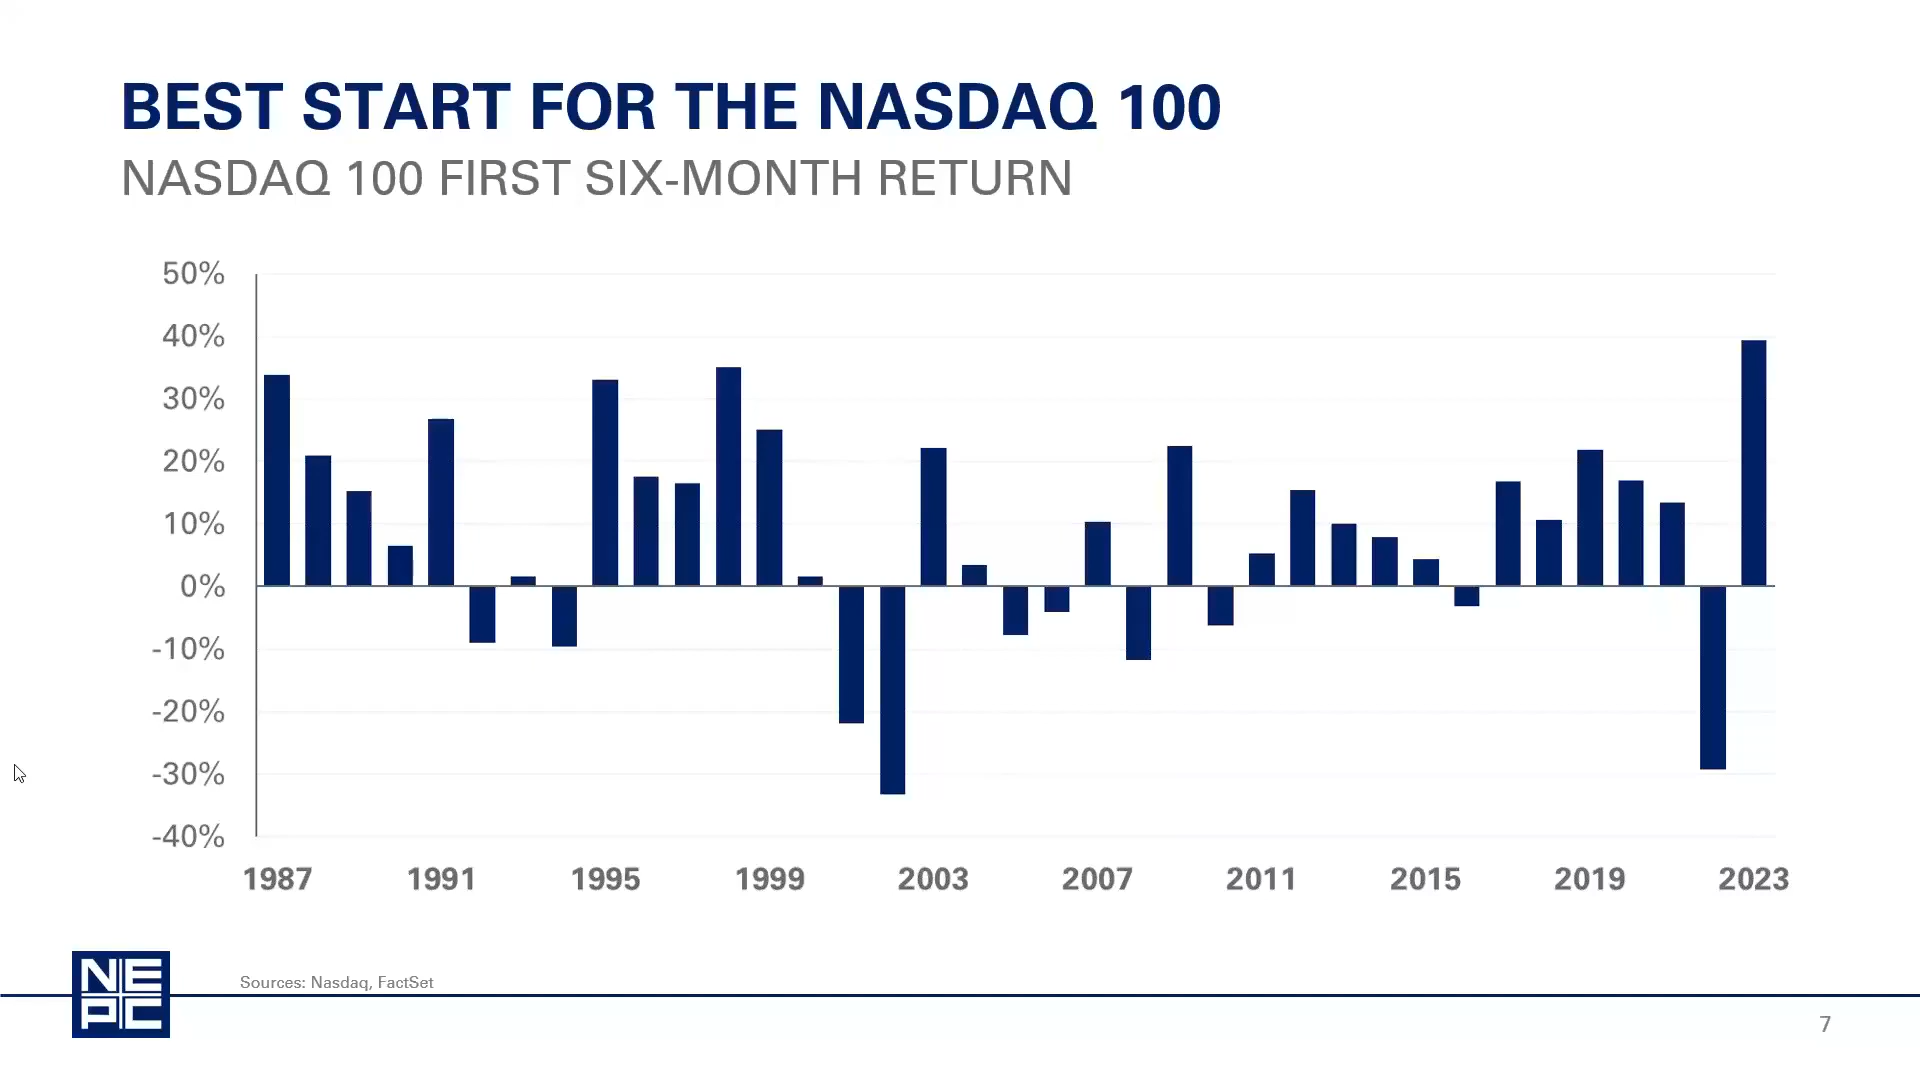 BEST START FOR THE NASDAQ 100
NASDAQ 100 FIRST SIX-MONTH RETURN
50%
40%
30%
20%
10%
0%
-10%
-20%
-30%
-40%
1987 1991 1995 1999 2003 2007 2011 2015 2019 2023
NE
PC
Sources: Nasdaq, FactSet
7